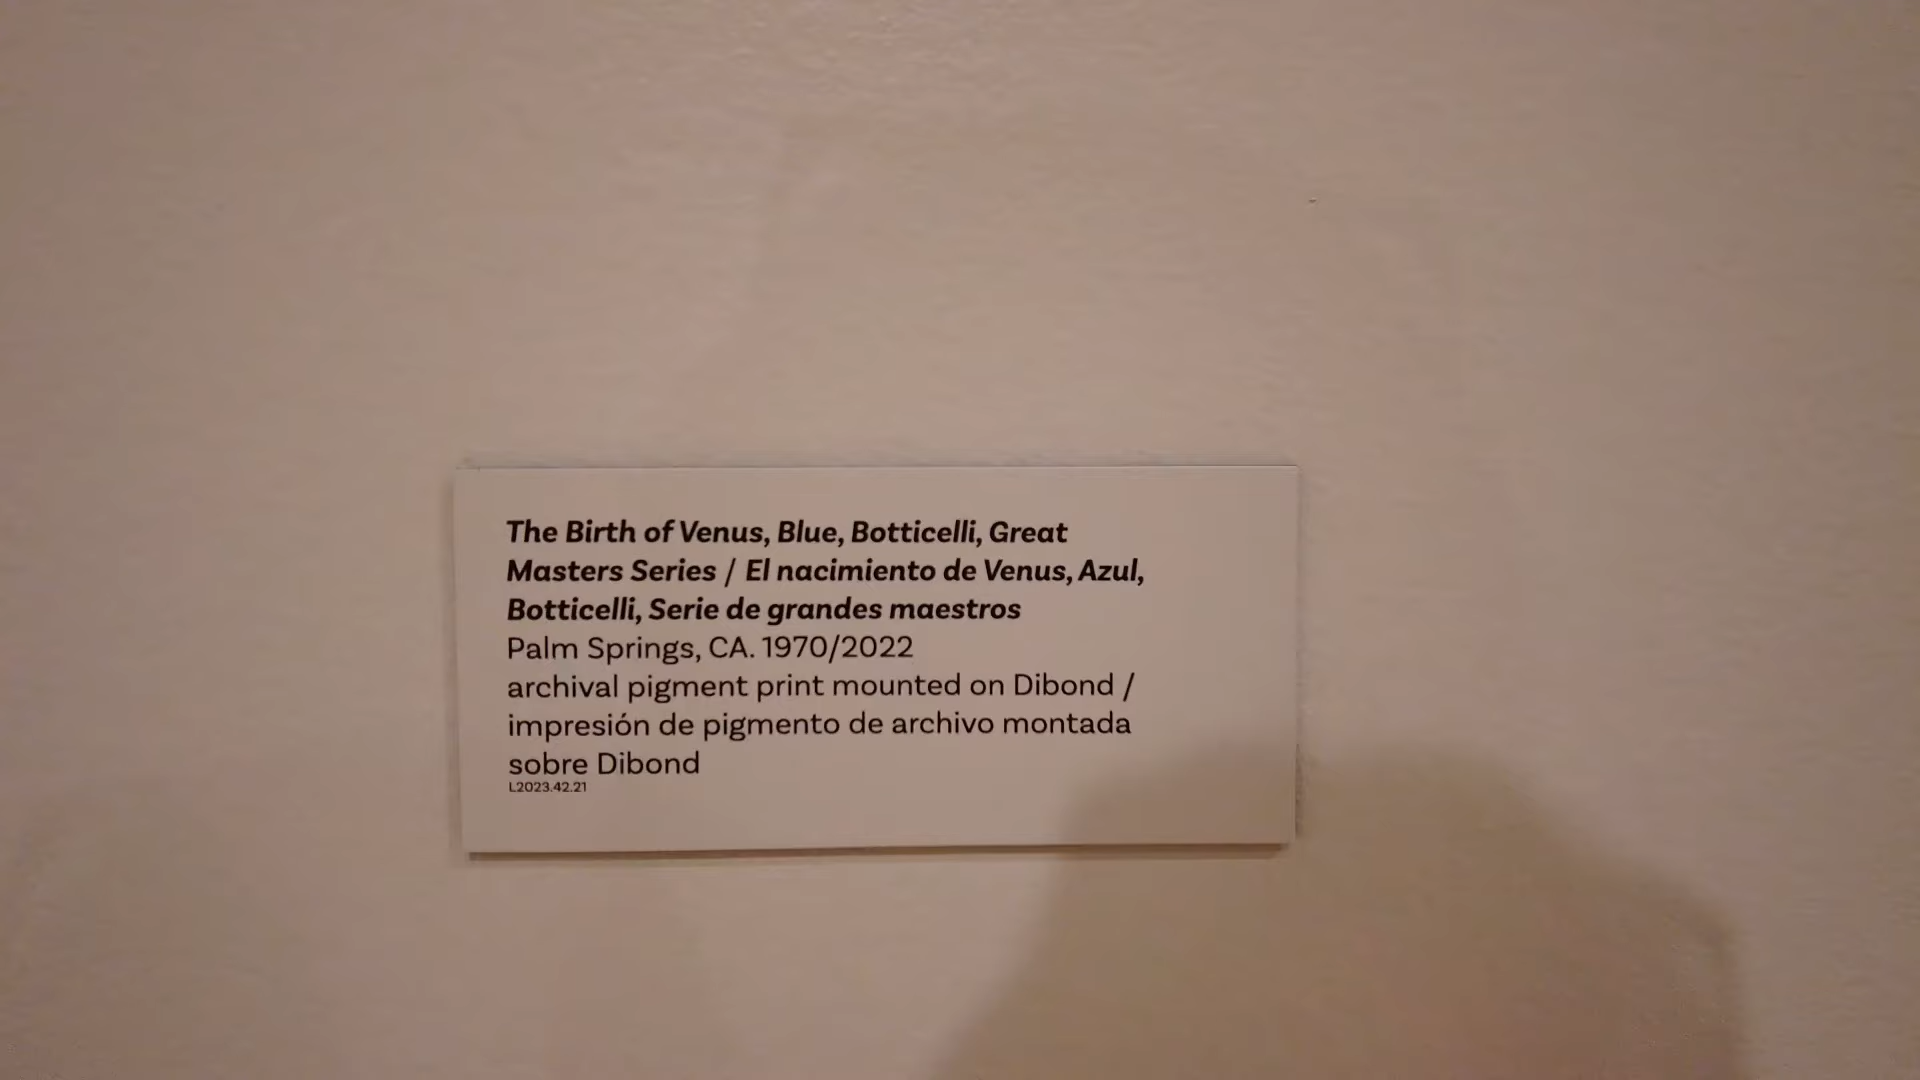 The Birth of Venus, Blue, Botticelli, Great
Masters Series / El nacimiento de Venus, Azul,
Botticelli, Serie de grandes maestros
Palm Springs, CA. 1970/2022
archival pigment print mounted on Dibond /
impresión de pigmento de archivo montada
sobre Dibond
L2023.42.21